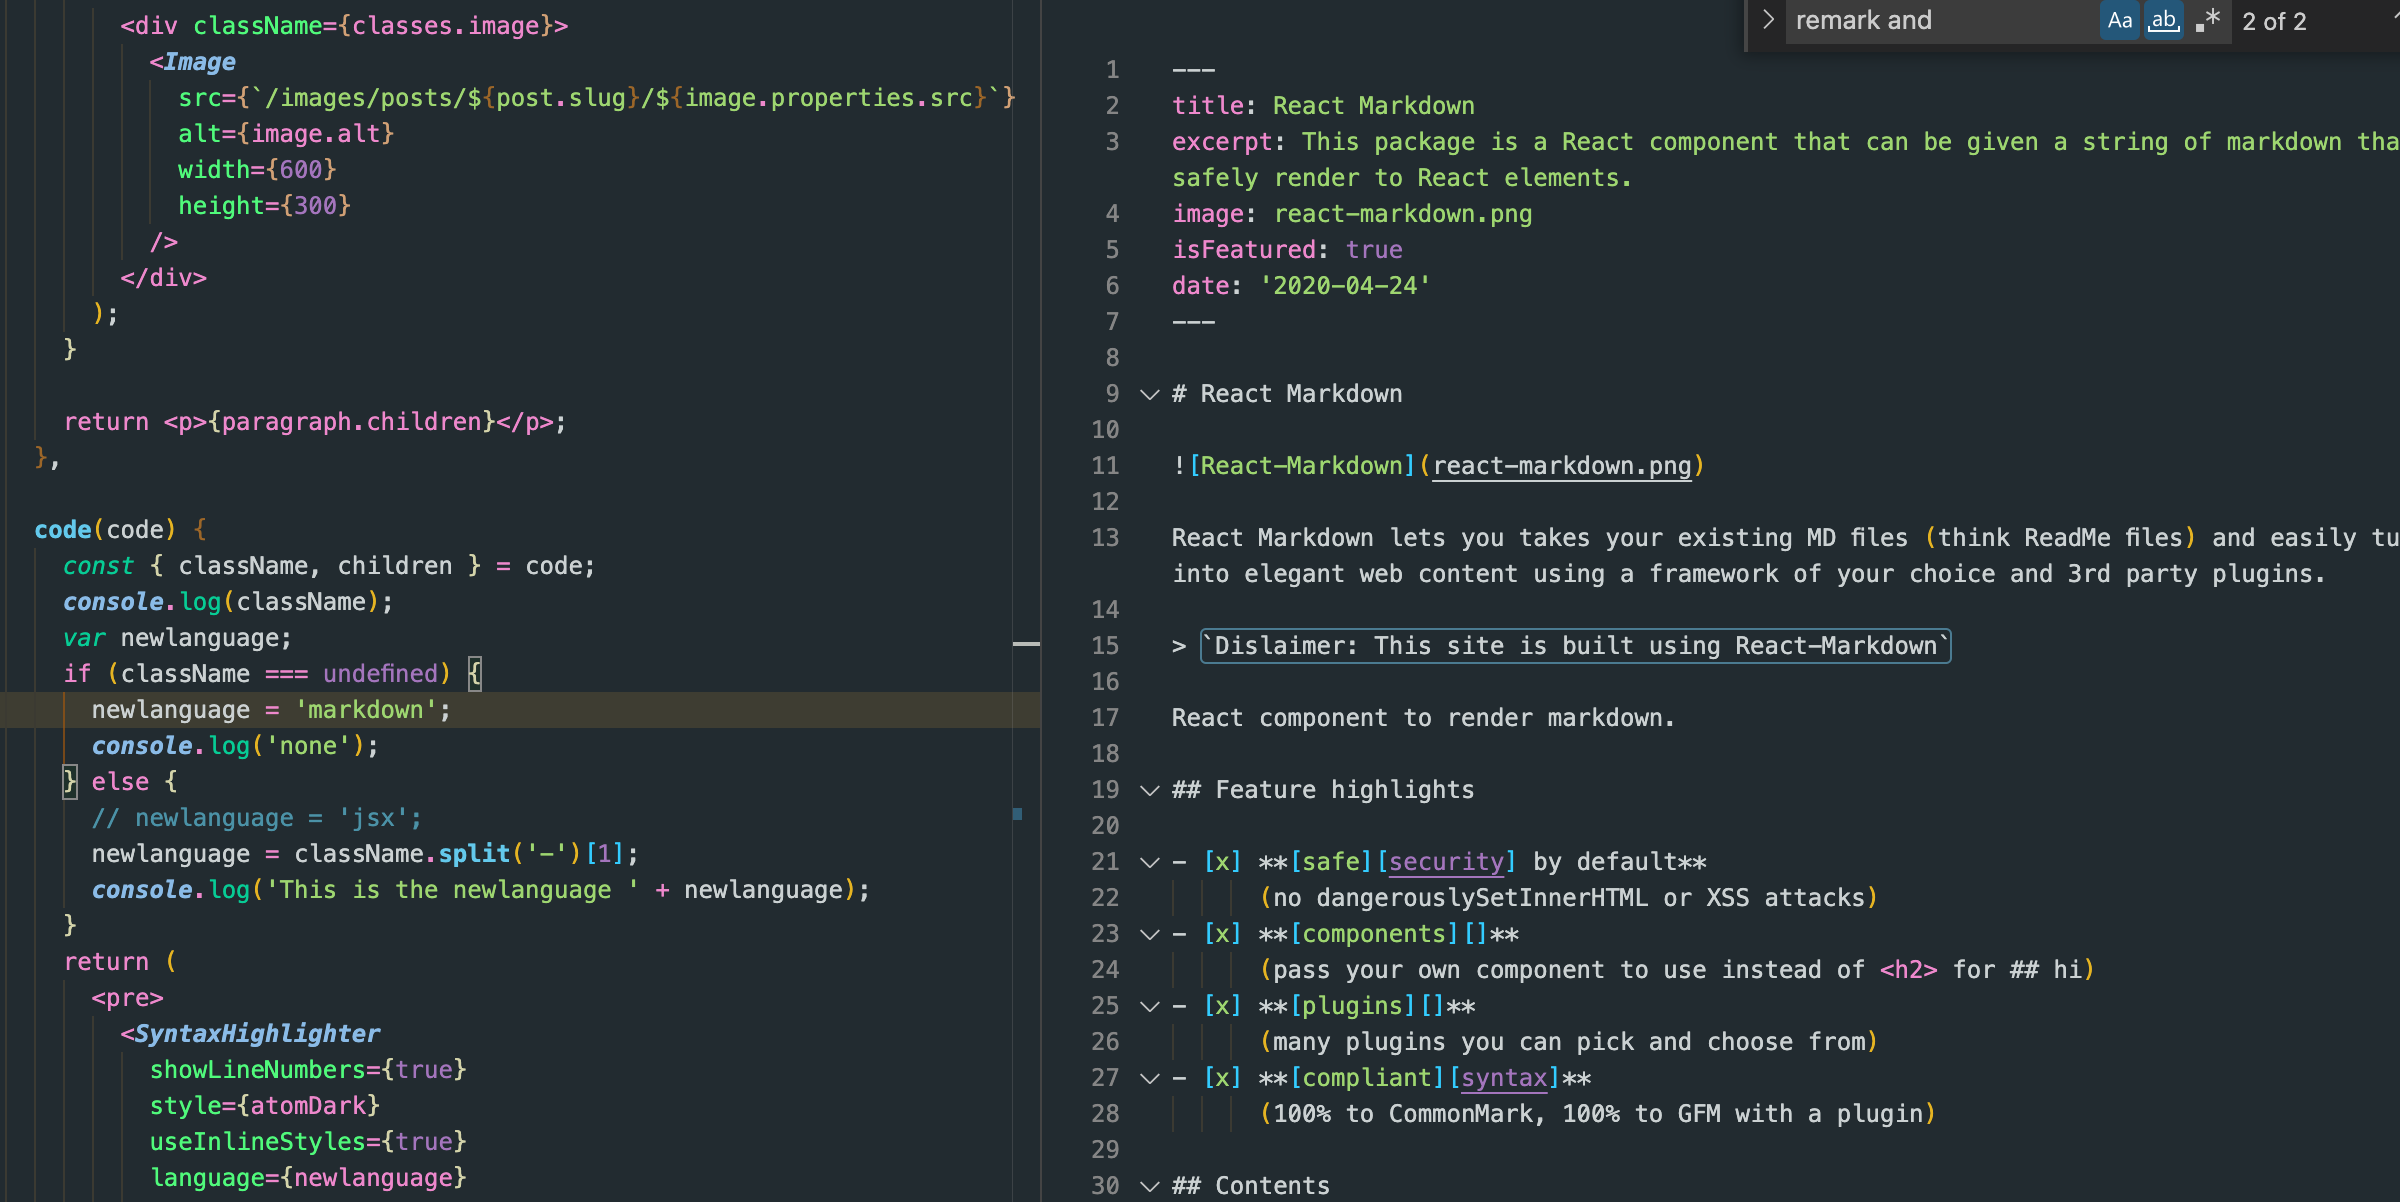 <div className={classes.image}>
<Image
src={`/images/posts/${post.slug}/${image.properties.src}`}
alt={image.alt}
width={600}
height={300}
/>
</div>
);
}
return <p>{paragraph.children}</p>;
},
code(code) {
const { className, children } = code;
console.log(className);
var newlanguage;
if (className === undefined) {
newlanguage = 'markdown';
console.log('none');
} else {
// newlanguage = 'jsx';
newlanguage = className.split('-')[1];
console.log('This is the newlanguage ' + newlanguage);
}
return (
<pre>
<SyntaxHighlighter
showLineNumbers={true}
style={atomDark}
useInlineStyles={true}
language={newlanguage}
remark and Aa ab .* 2 of 2
1 ---
2 title: React Markdown
3 excerpt: This package is a React component that can be given a string of markdown tha
safely render to React elements.
4 image: react-markdown.png
5 isFeatured: true
6 date: '2020-04-24'
7 ---
8
9 # React Markdown
10
11 ![React-Markdown](react-markdown.png)
12
13 React Markdown lets you takes your existing MD files (think ReadMe files) and easily tu
into elegant web content using a framework of your choice and 3rd party plugins.
14
15 > `Dislaimer: This site is built using React-Markdown`
16
17 React component to render markdown.
18
19 ## Feature highlights
20
21 - [x] **[safe][security] by default**
22 (no dangerouslySetInnerHTML or XSS attacks)
23 - [x] **[components][]**
24 (pass your own component to use instead of <h2> for ## hi)
25 - [x] **[plugins][]**
26 (many plugins you can pick and choose from)
27 - [x] **[compliant][syntax]**
28 (100% to CommonMark, 100% to GFM with a plugin)
29
30 ## Contents